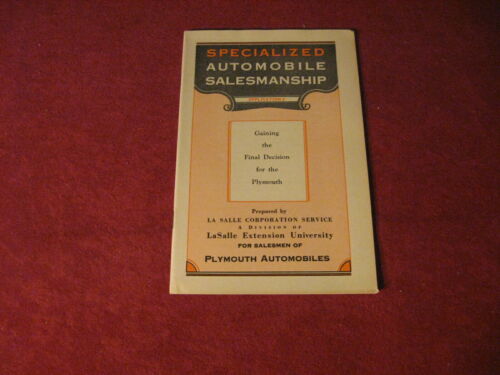 SPECIALIZED
AUTOMOBILE
SALESMANSHIP
APPLICATIONS
Gaining
the
Final Decision
for the
Plymouth
Prepared by
LA SALLE CORPORATION SERVICE
A DIVISION OF
LaSalle Extension University
FOR SALESMEN OF
PLYMOUTH AUTOMOBILES